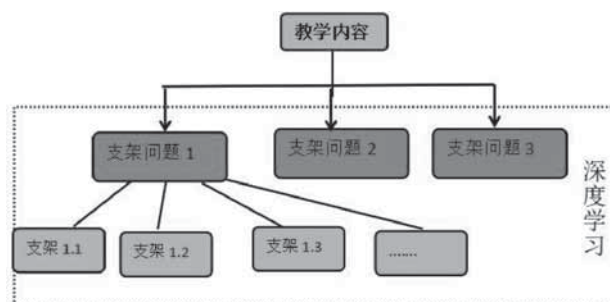 教学内容
支架问题 1
支架问题 2
支架问题 3
深度学习
支架 1.1
支架 1.2
支架 1.3
……